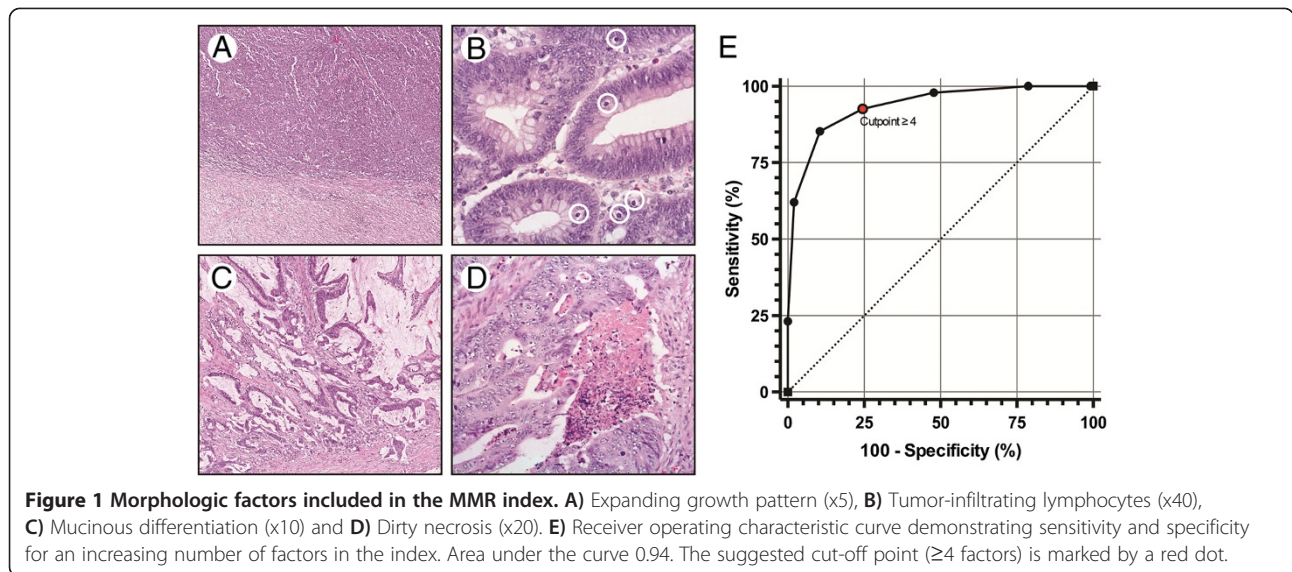 A
B
C
D
E
100
75
50
25
0
Sensitivity (%)
Cutpoint ≥ 4
0 25 50 75 100
100 - Specificity (%)
Figure 1 Morphologic factors included in the MMR index. A) Expanding growth pattern (x5), B) Tumor-infiltrating lymphocytes (x40),
C) Mucinous differentiation (x10) and D) Dirty necrosis (x20). E) Receiver operating characteristic curve demonstrating sensitivity and specificity
for an increasing number of factors in the index. Area under the curve 0.94. The suggested cut-off point (≥4 factors) is marked by a red dot.